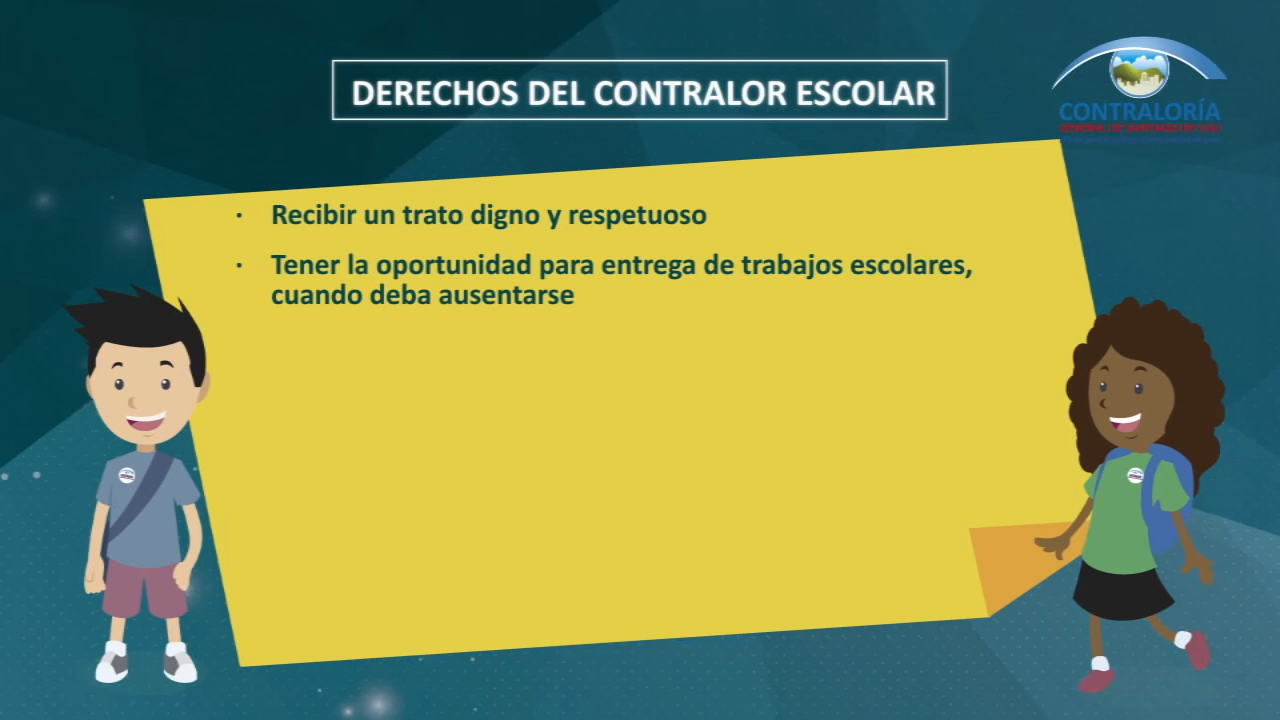 DERECHOS DEL CONTRALOR ESCOLAR
CONTRALORÍA
· Recibir un trato digno y respetuoso
· Tener la oportunidad para entrega de trabajos escolares,
cuando deba ausentarse